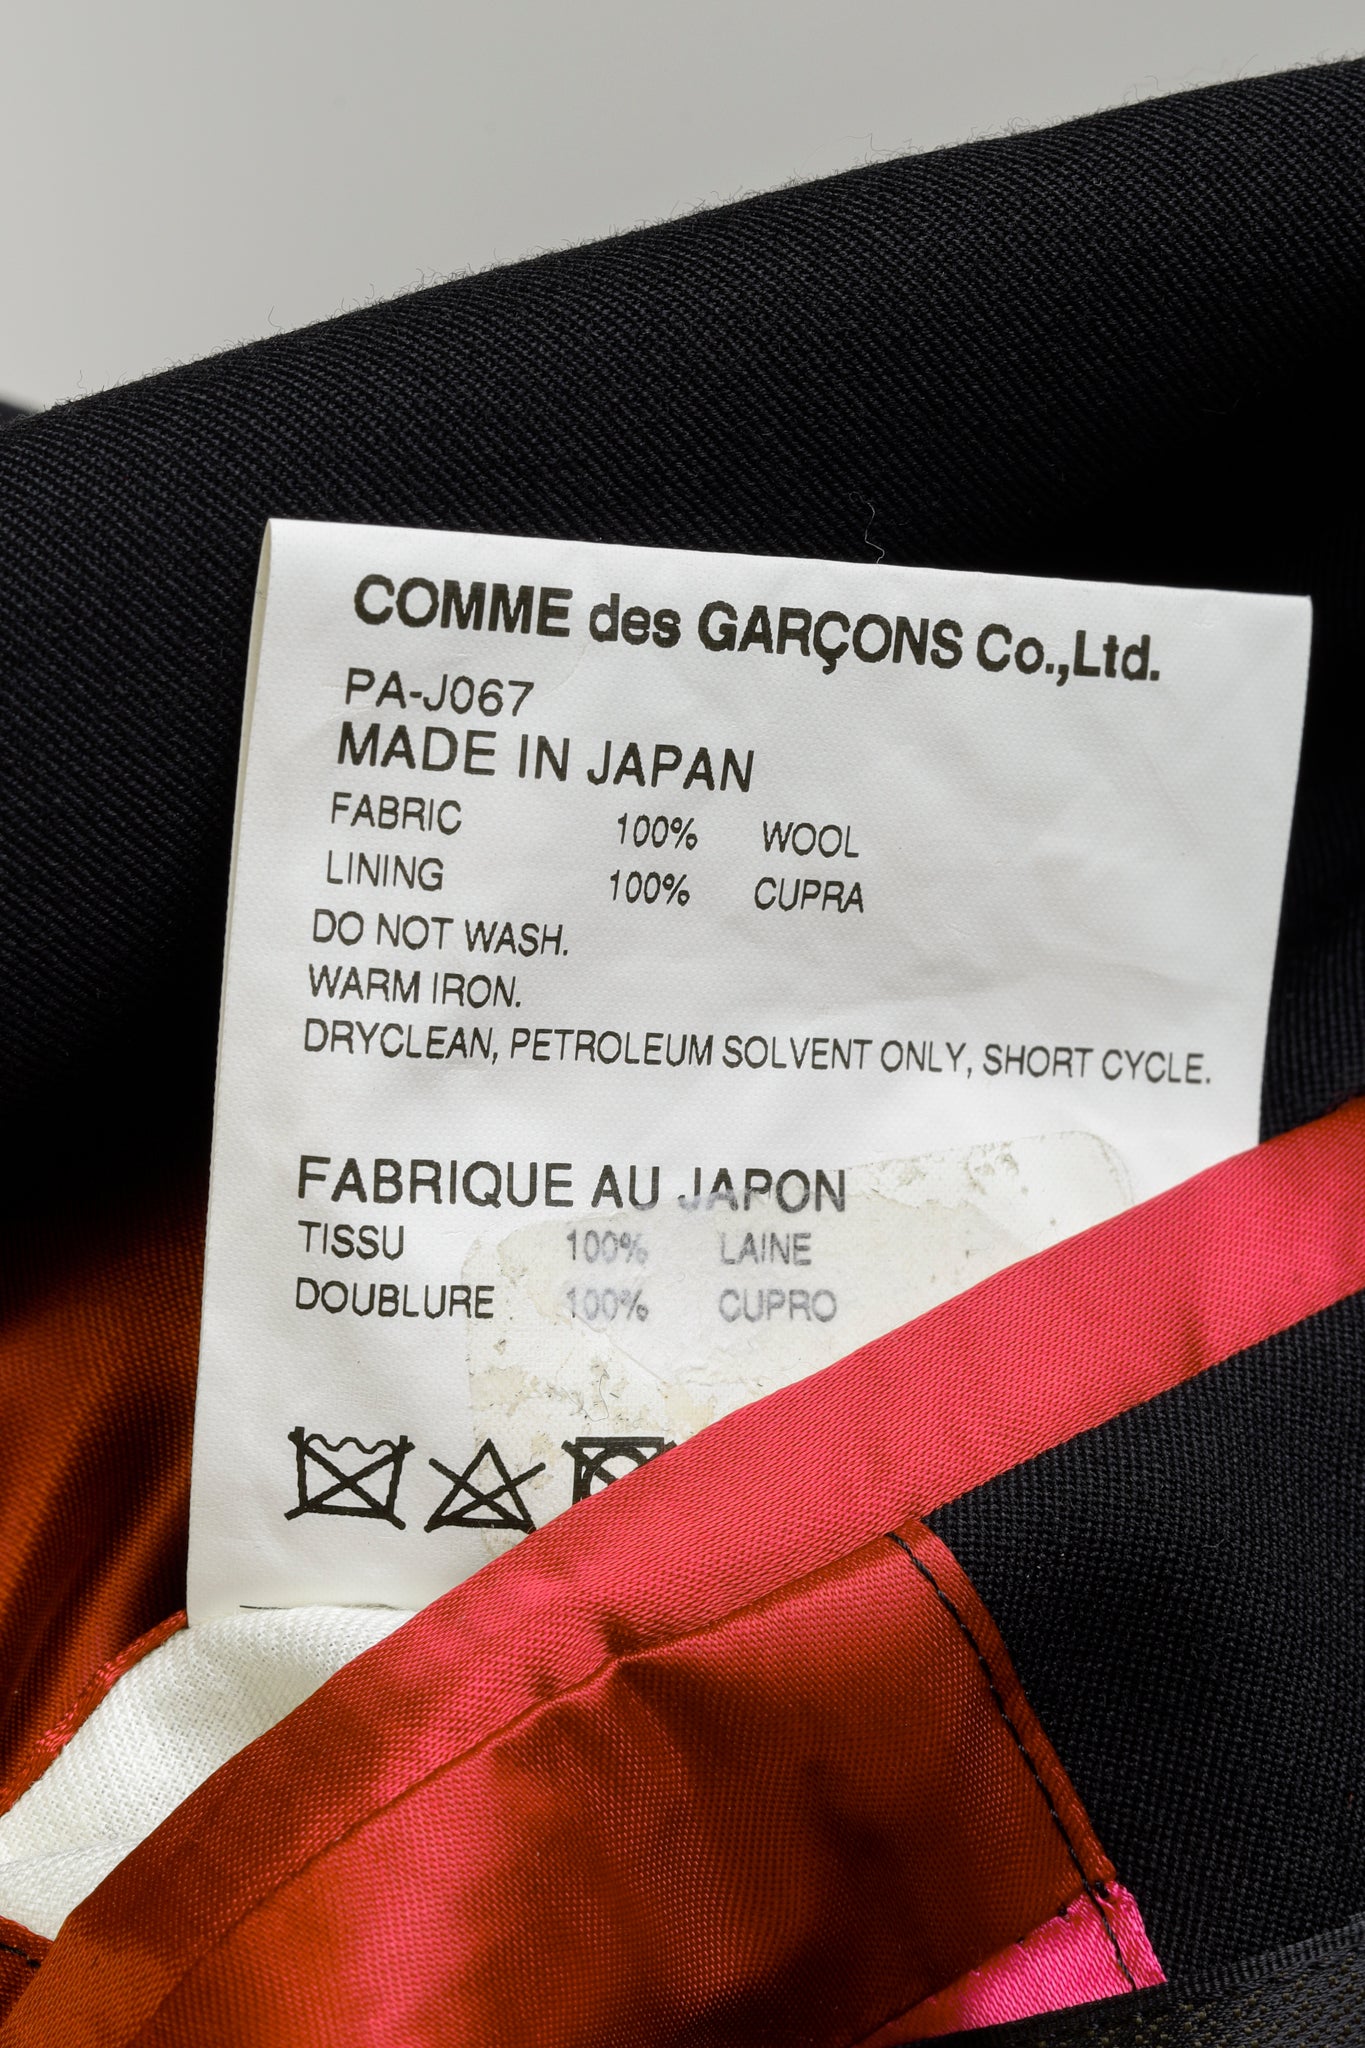 COMME des GARÇONS Co.,Ltd.
PA-J067
MADE IN JAPAN
FABRIC 100% WOOL
LINING 100% CUPRA
DO NOT WASH.
WARM IRON.
DRYCLEAN, PETROLEUM SOLVENT ONLY, SHORT CYCLE.
FABRIQUE AU JAPON
TISSU 100% LAINE
DOUBLURE 100% CUPRO